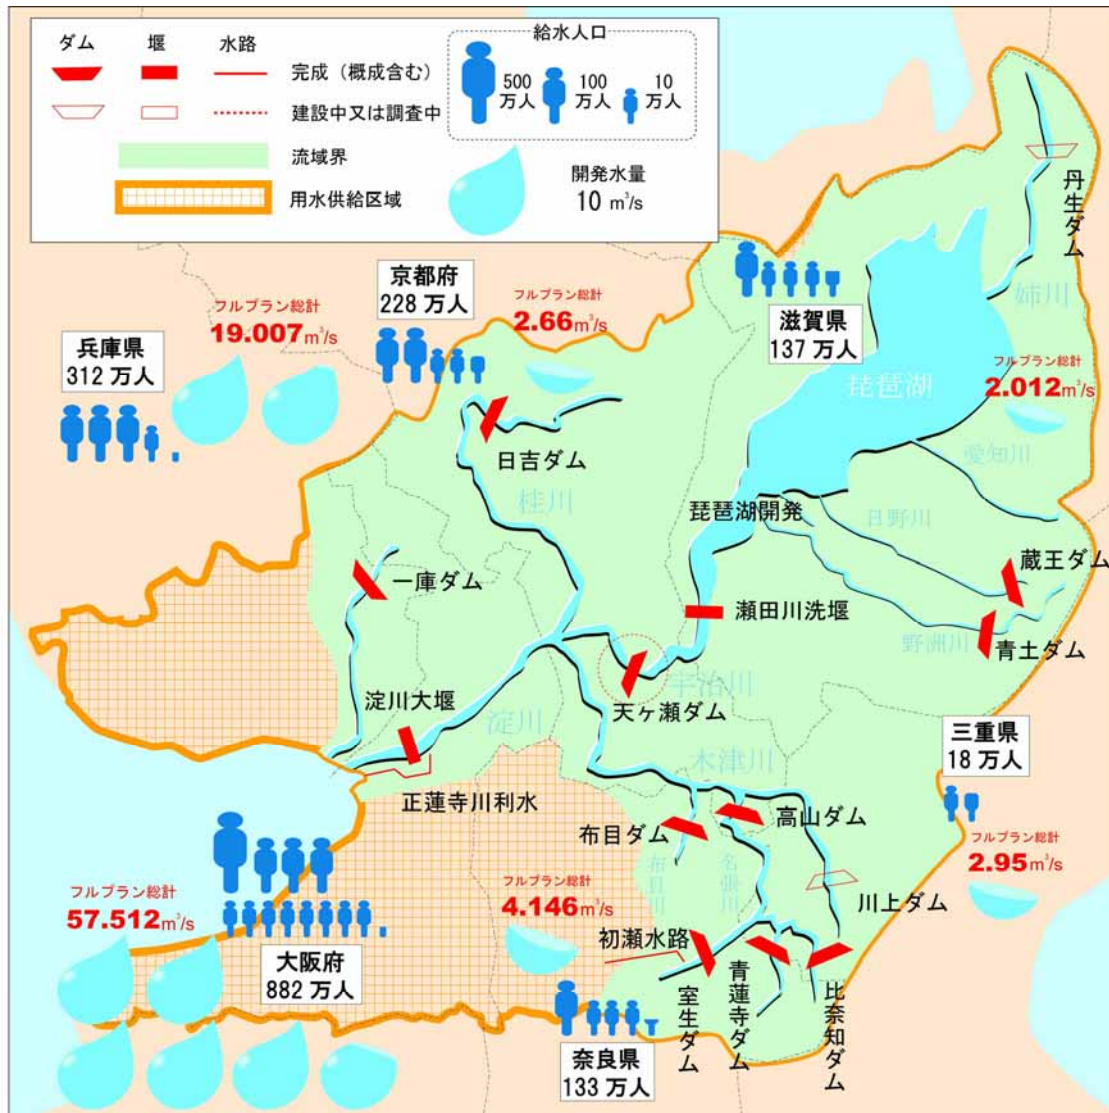 ダム 堰 水路
完成（概成含む）
建設中又は調査中
流域界
用水供給区域
給水人口
500
万人
100
万人
10
万人
開発水量
10 m³/s
丹生ダム
姉川
京都府
228 万人
フルプラン総計
2.66m³/s
滋賀県
137万人
フルプラン総計
19.007m³/s
兵庫県
312 万人
琵琶湖
フルプラン総計
2.012m³/s
愛知川
日吉ダム
桂川
琵琶湖開発
日野川
蔵王ダム
一庫ダム
瀬田川洗堰
野洲川
青土ダム
宇治川
天ヶ瀬ダム
淀川大堰
淀川
木津川
三重県
18 万人
正蓮寺川利水
布目ダム
高山ダム
フルプラン総計
2.95m³/s
布目川
名張川
川上ダム
フルプラン総計
57.512m³/s
フルプラン総計
4.146m³/s
初瀬水路
大阪府
882 万人
室生ダム
青蓮寺ダム
比奈知ダム
奈良県
133 万人